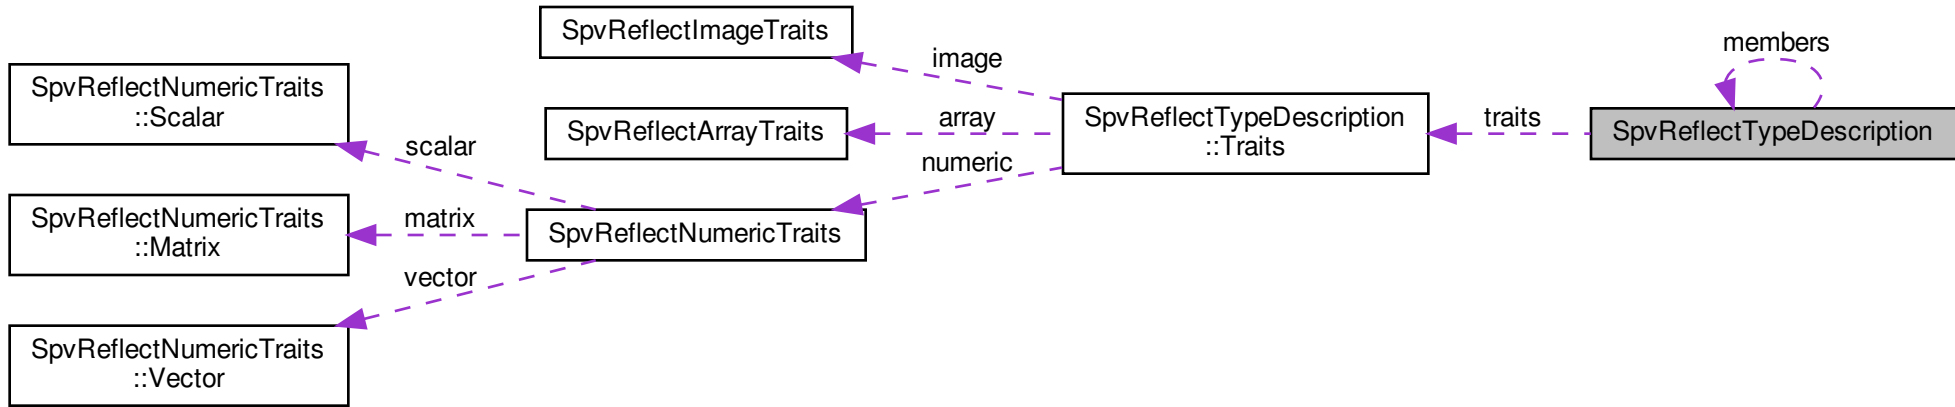 SpvReflectNumericTraits
::Scalar
SpvReflectNumericTraits
::Matrix
SpvReflectNumericTraits
::Vector
scalar
matrix
vector
SpvReflectImageTraits
SpvReflectArrayTraits
SpvReflectNumericTraits
image
array
numeric
SpvReflectTypeDescription
::Traits
traits
members
SpvReflectTypeDescription